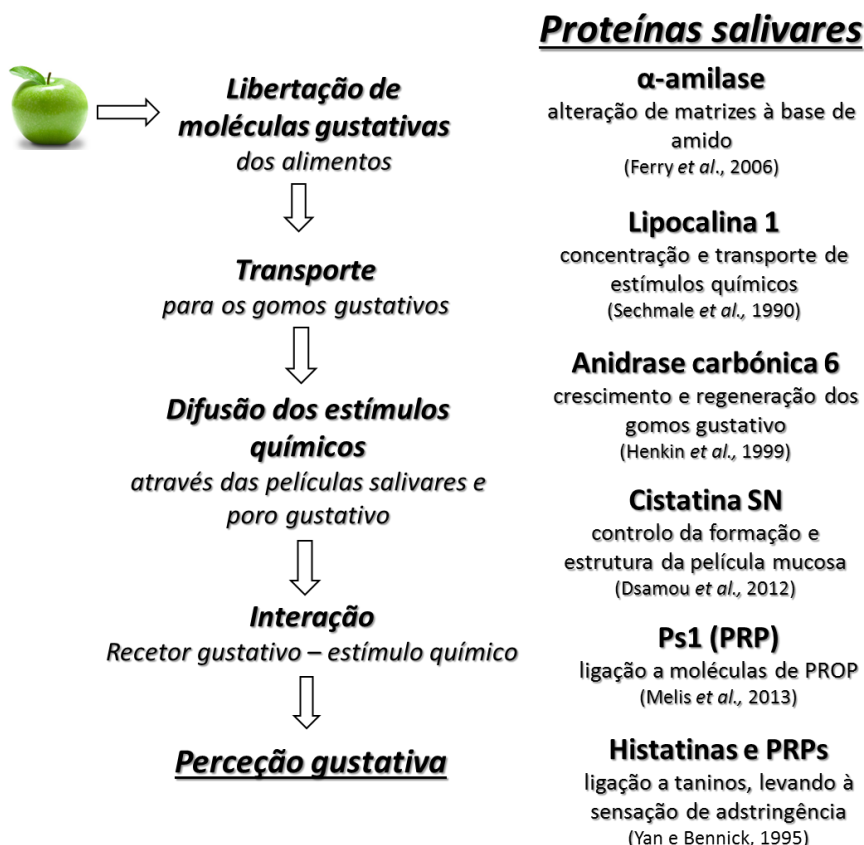 Libertação de
moléculas gustativas
dos alimentos
Transporte
para os gomos gustativos
Difusão dos estímulos
químicos
através das películas salivares e
poro gustativo
Interação
Recetor gustativo – estímulo químico
Perceção gustativa
Proteínas salivares
α-amilase
alteração de matrizes à base de
amido
(Ferry et al., 2006)
Lipocalina 1
concentração e transporte de
estímulos químicos
(Sechmale et al., 1990)
Anidrase carbónica 6
crescimento e regeneração dos
gomos gustativo
(Henkin et al., 1999)
Cistatina SN
controlo da formação e
estrutura da película mucosa
(Dsamou et al., 2012)
Ps1 (PRP)
ligação a moléculas de PROP
(Melis et al., 2013)
Histatinas e PRPs
ligação a taninos, levando à
sensação de adstringência
(Yan e Bennick, 1995)